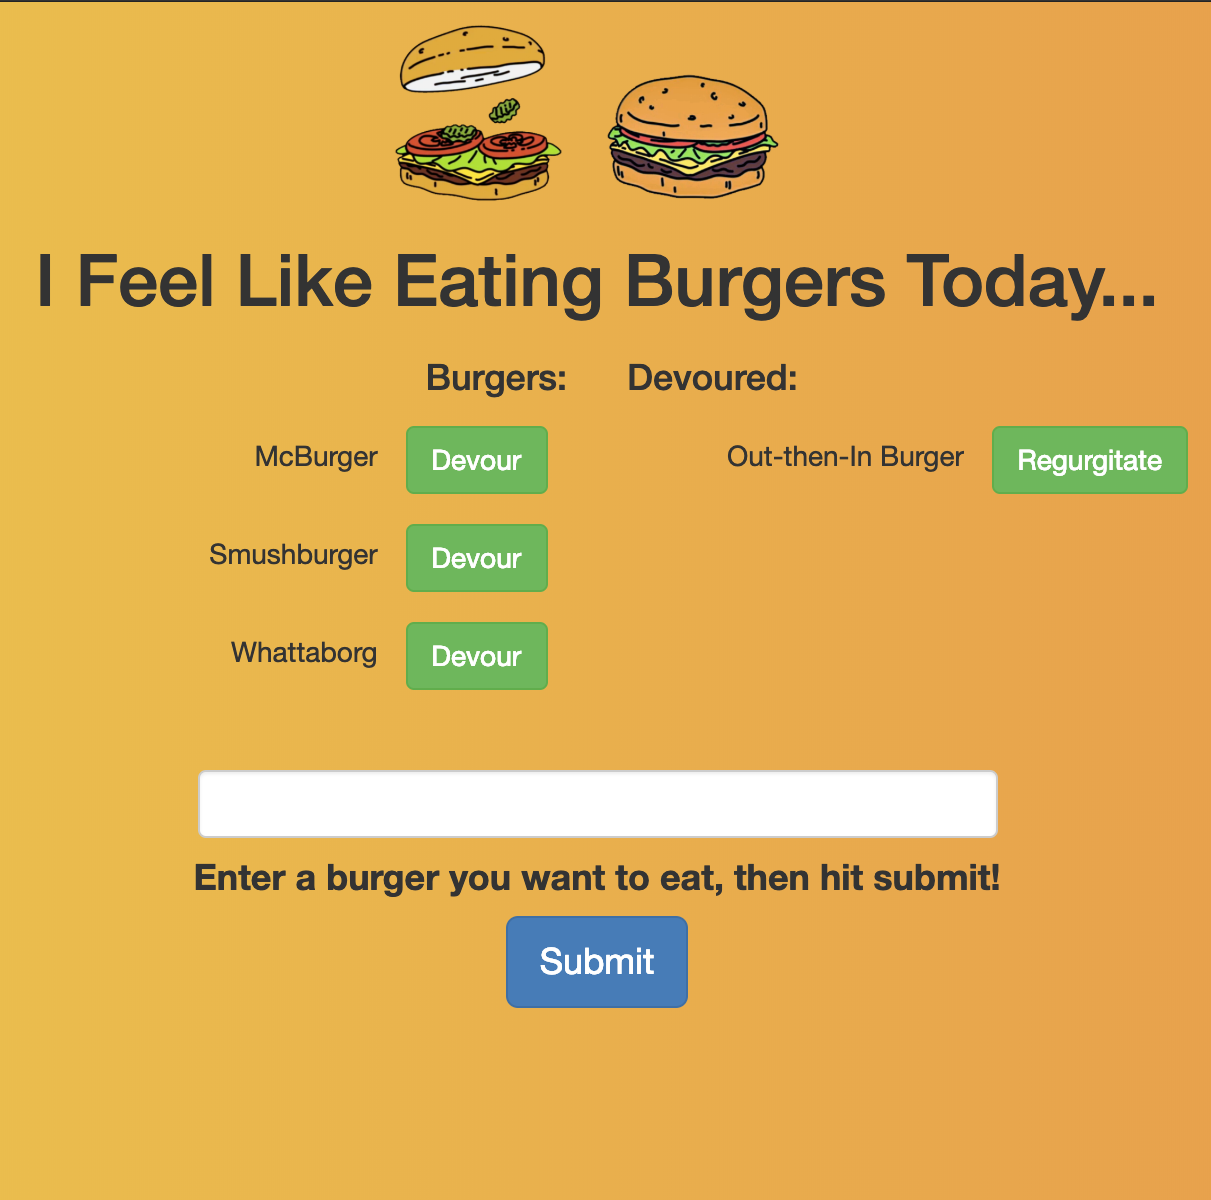 I Feel Like Eating Burgers Today...
Burgers: Devoured:
McBurger Devour Out-then-In Burger Regurgitate
Smushburger Devour
Whattaborg Devour
Enter a burger you want to eat, then hit submit!
Submit